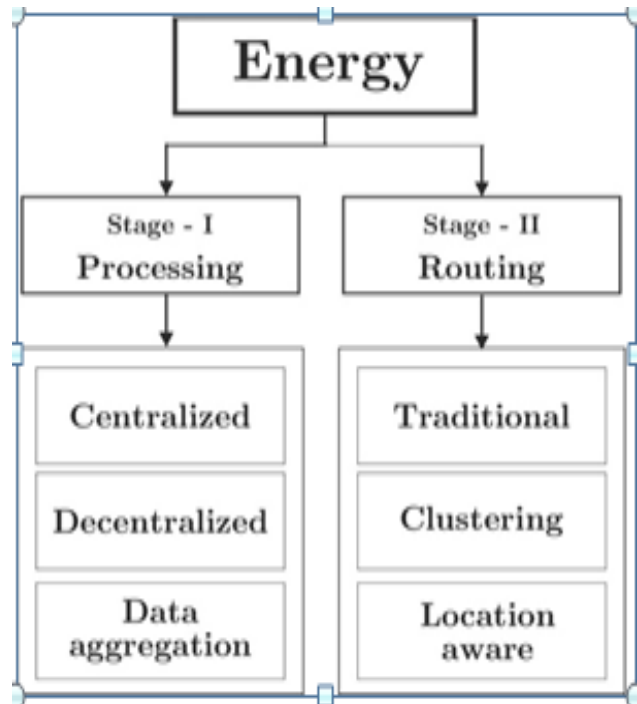 Energy
Stage - I
Processing
Stage - II
Routing
Centralized
Decentralized
Data
aggregation
Traditional
Clustering
Location
aware